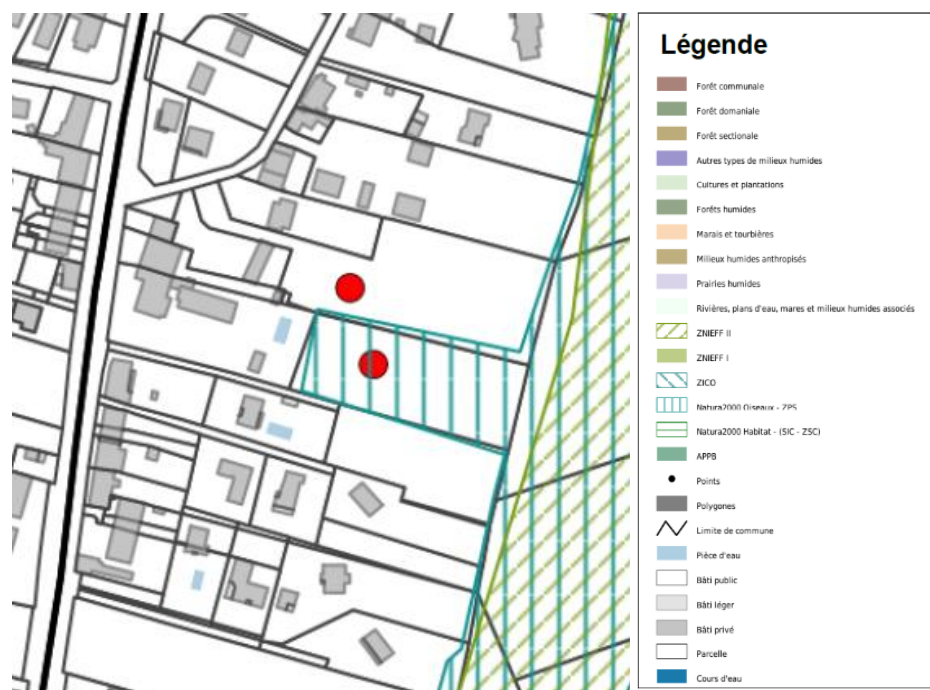 Légende
Forêt communale
Forêt domaniale
Forêt sectionale
Autres types de milieux humides
Cultures et plantations
Forêts humides
Marais et tourbières
Milieux humides anthropisés
Prairies humides
Rivières, plans d'eau, mares et milieux humides associés
ZNIEFF II
ZNIEFF I
ZICO
Natura2000 Oiseaux - ZPS
Natura2000 Habitat - (SIC - ZSC)
APPB
Points
Polygones
Limite de commune
Pièce d'eau
Bâti public
Bâti léger
Bâti privé
Parcelle
Cours d'eau